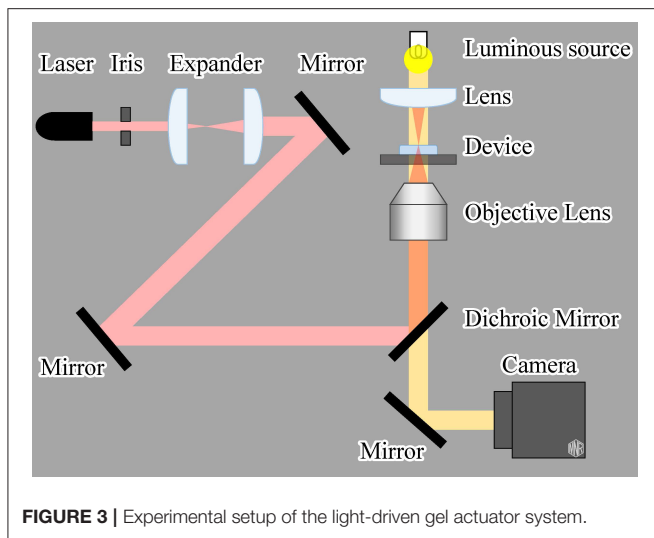 Luminous source
Laser Iris Expander Mirror
Lens
Device
Objective Lens
Dichroic Mirror
Mirror
Camera
Mirror
FIGURE 3 | Experimental setup of the light-driven gel actuator system.